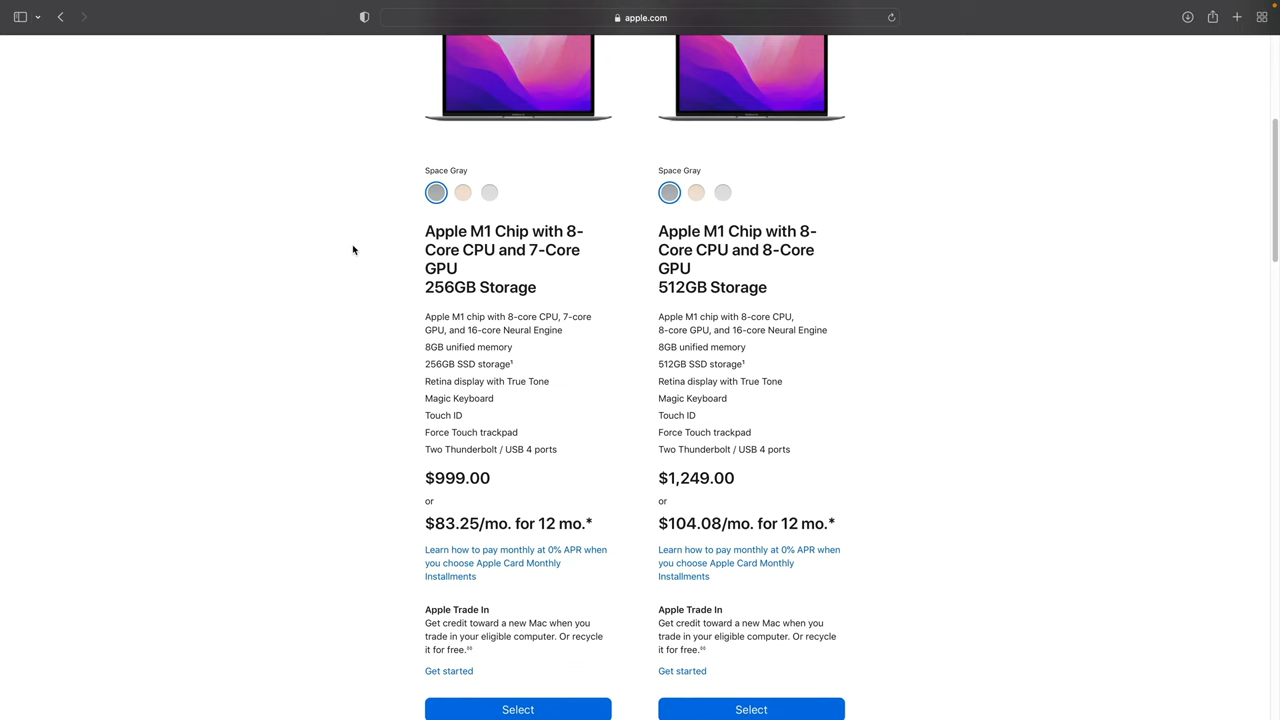 apple.com
Space Gray
Apple M1 Chip with 8-
Core CPU and 7-Core
GPU
256GB Storage
Apple M1 chip with 8-core CPU, 7-core
GPU, and 16-core Neural Engine
8GB unified memory
256GB SSD storage¹
Retina display with True Tone
Magic Keyboard
Touch ID
Force Touch trackpad
Two Thunderbolt / USB 4 ports
$999.00
or
$83.25/mo. for 12 mo.*
Learn how to pay monthly at 0% APR when
you choose Apple Card Monthly
Installments
Apple Trade In
Get credit toward a new Mac when you
trade in your eligible computer. Or recycle
it for free.◊◊
Get started
Select
Space Gray
Apple M1 Chip with 8-
Core CPU and 8-Core
GPU
512GB Storage
Apple M1 chip with 8-core CPU,
8-core GPU, and 16-core Neural Engine
8GB unified memory
512GB SSD storage¹
Retina display with True Tone
Magic Keyboard
Touch ID
Force Touch trackpad
Two Thunderbolt / USB 4 ports
$1,249.00
or
$104.08/mo. for 12 mo.*
Learn how to pay monthly at 0% APR when
you choose Apple Card Monthly
Installments
Apple Trade In
Get credit toward a new Mac when you
trade in your eligible computer. Or recycle
it for free.◊◊
Get started
Select